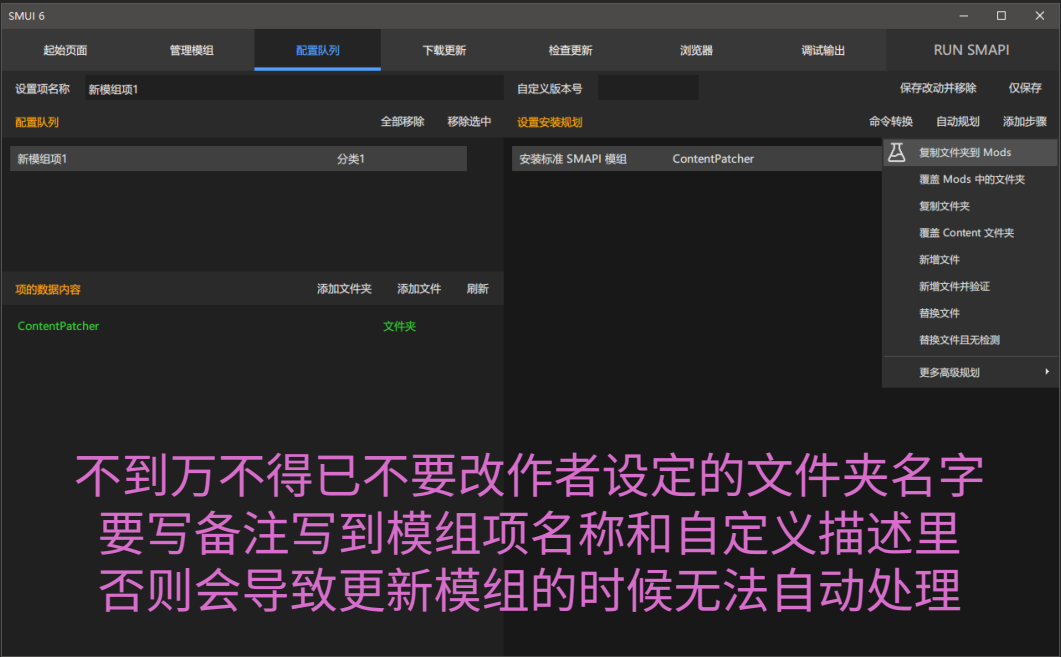 SMUI 6
起始页面 管理模组 配置队列 下载更新 检查更新 浏览器 调试输出 RUN SMAPI
设置项名称 新模组项1 自定义版本号 保存改动并移除 仅保存
配置队列 全部移除 移除选中 设置安装规划 命令转换 自动规划 添加步骤
新模组项1 分类1 安装标准 SMAPI 模组 ContentPatcher
复制文件夹到 Mods
覆盖 Mods 中的文件夹
复制文件夹
覆盖 Content 文件夹
新增文件
新增文件并验证
替换文件
替换文件且无检测
更多高级规划
项的数据内容 添加文件夹 添加文件 刷新
ContentPatcher 文件夹
不到万不得已不要改作者设定的文件夹名字
要写备注写到模组项名称和自定义描述里
否则会导致更新模组的时候无法自动处理